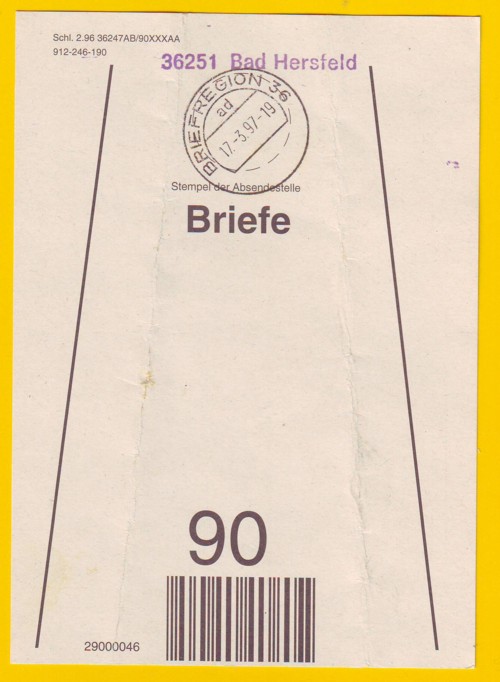 Schl. 2.96 36247AB/90XXXAA
912-246-190
36251 Bad Hersfeld
BRIEFREGION 36
ad
17.-3.97-19
Stempel der Absendestelle
Briefe
90
29000046